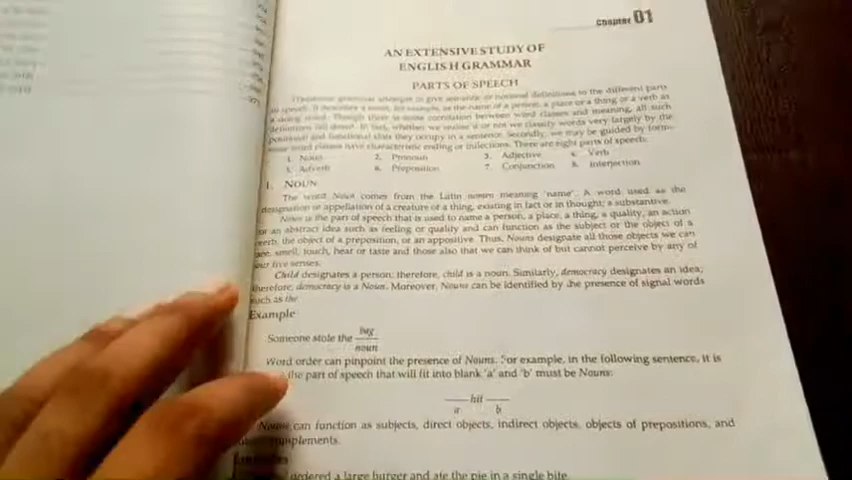 Chapter 01
AN EXTENSIVE STUDY OF
ENGLISH GRAMMAR
PARTS OF SPEECH
Traditional grammar attempts to give semantic or notional definitions to the different parts
of speech. It describes a noun, for example, as the name of a person, a place or a thing or a verb as
a doing word. Though there is some correlation between word classes and meaning, all such
definitions fall down. In fact, whether we realise it or not we classify words very largely by the
positional and functional slots they occupy in a sentence. Secondly, we may be guided by form-
some word classes have characteristic ending or inflections. There are eight parts of speech:
1. Noun 2. Pronoun 3. Adjective 4. Verb
5. Adverb 6. Preposition 7. Conjunction 8. Interjection
1. NOUN
The word Noun comes from the Latin nomen meaning 'name'. A word used as the
designation or appellation of a creature of a thing, existing in fact or in thought; a substantive.
Noun is the part of speech that is used to name a person, a place, a thing, a quality, an action
or an abstract idea such as feeling or quality and can function as the subject or the object of a
verb, the object of a preposition, or an appositive. Thus, Nouns designate all those objects we can
see, smell, touch, hear or taste and those also that we can think of but cannot perceive by any of
our five senses.
Child designates a person; therefore, child is a noun. Similarly, democracy designates an idea;
therefore, democracy is a Noun. Moreover, Nouns can be identified by the presence of signal words
such as the
Example
Someone stole the bag
noun
Word order can pinpoint the presence of Nouns. For example, in the following sentence, it is
the part of speech that will fit into blank 'a' and 'b' must be Nouns:
hit
a b
Nouns can function as subjects, direct objects, indirect objects, objects of prepositions, and
complements.
ordered a large burger and ate the pie in a single bite.